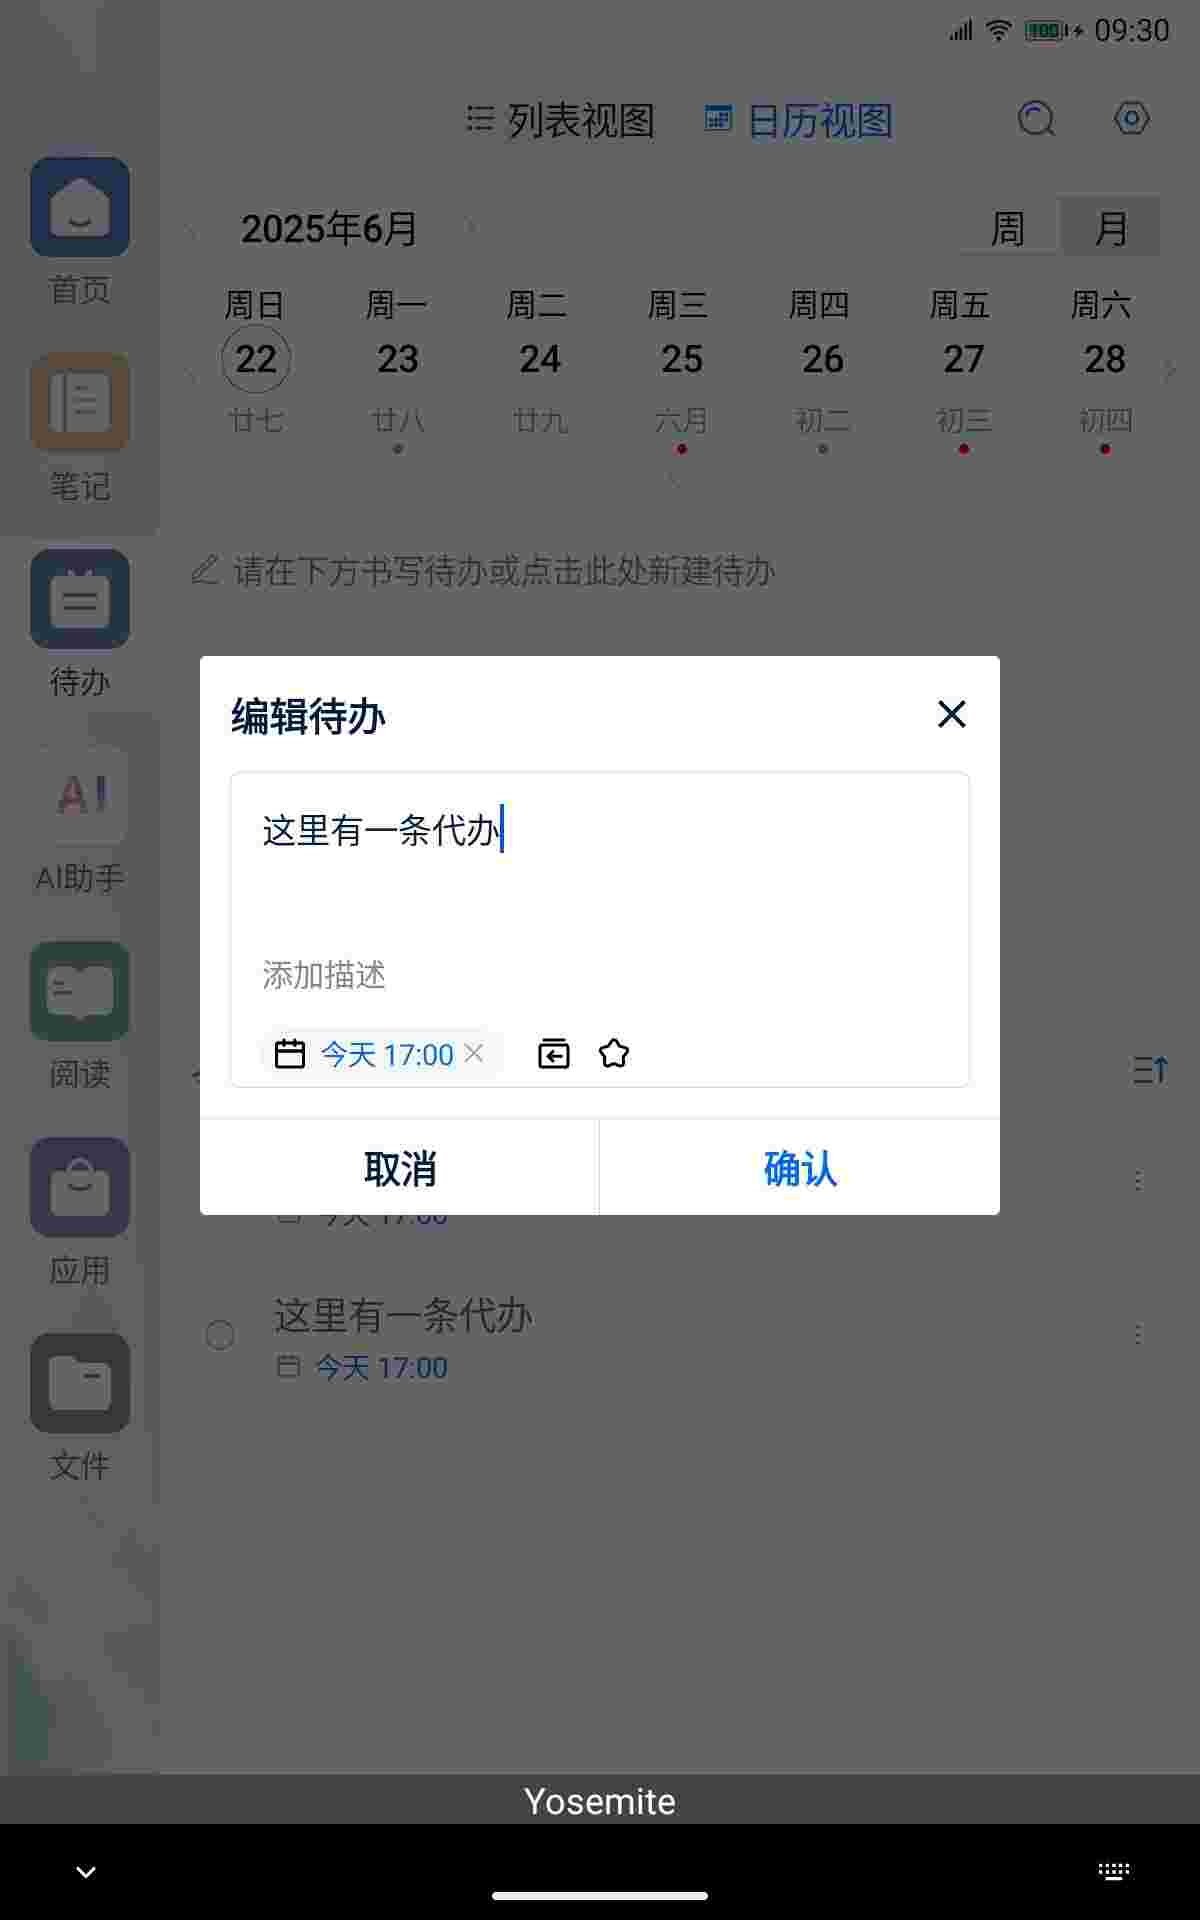 100 09:30
列表视图 日历视图
2025年6月 周 月
周日 周一 周二 周三 周四 周五 周六
22 23 24 25 26 27 28
廿七 廿八 廿九 六月 初二 初三 初四
请在下方书写待办或点击此处新建待办
首页
笔记
待办
AI
AI助手
阅读
应用
文件
编辑待办
这里有一条代办
添加描述
今天 17:00
取消 确认
今天 17:00
这里有一条代办
今天 17:00
Yosemite